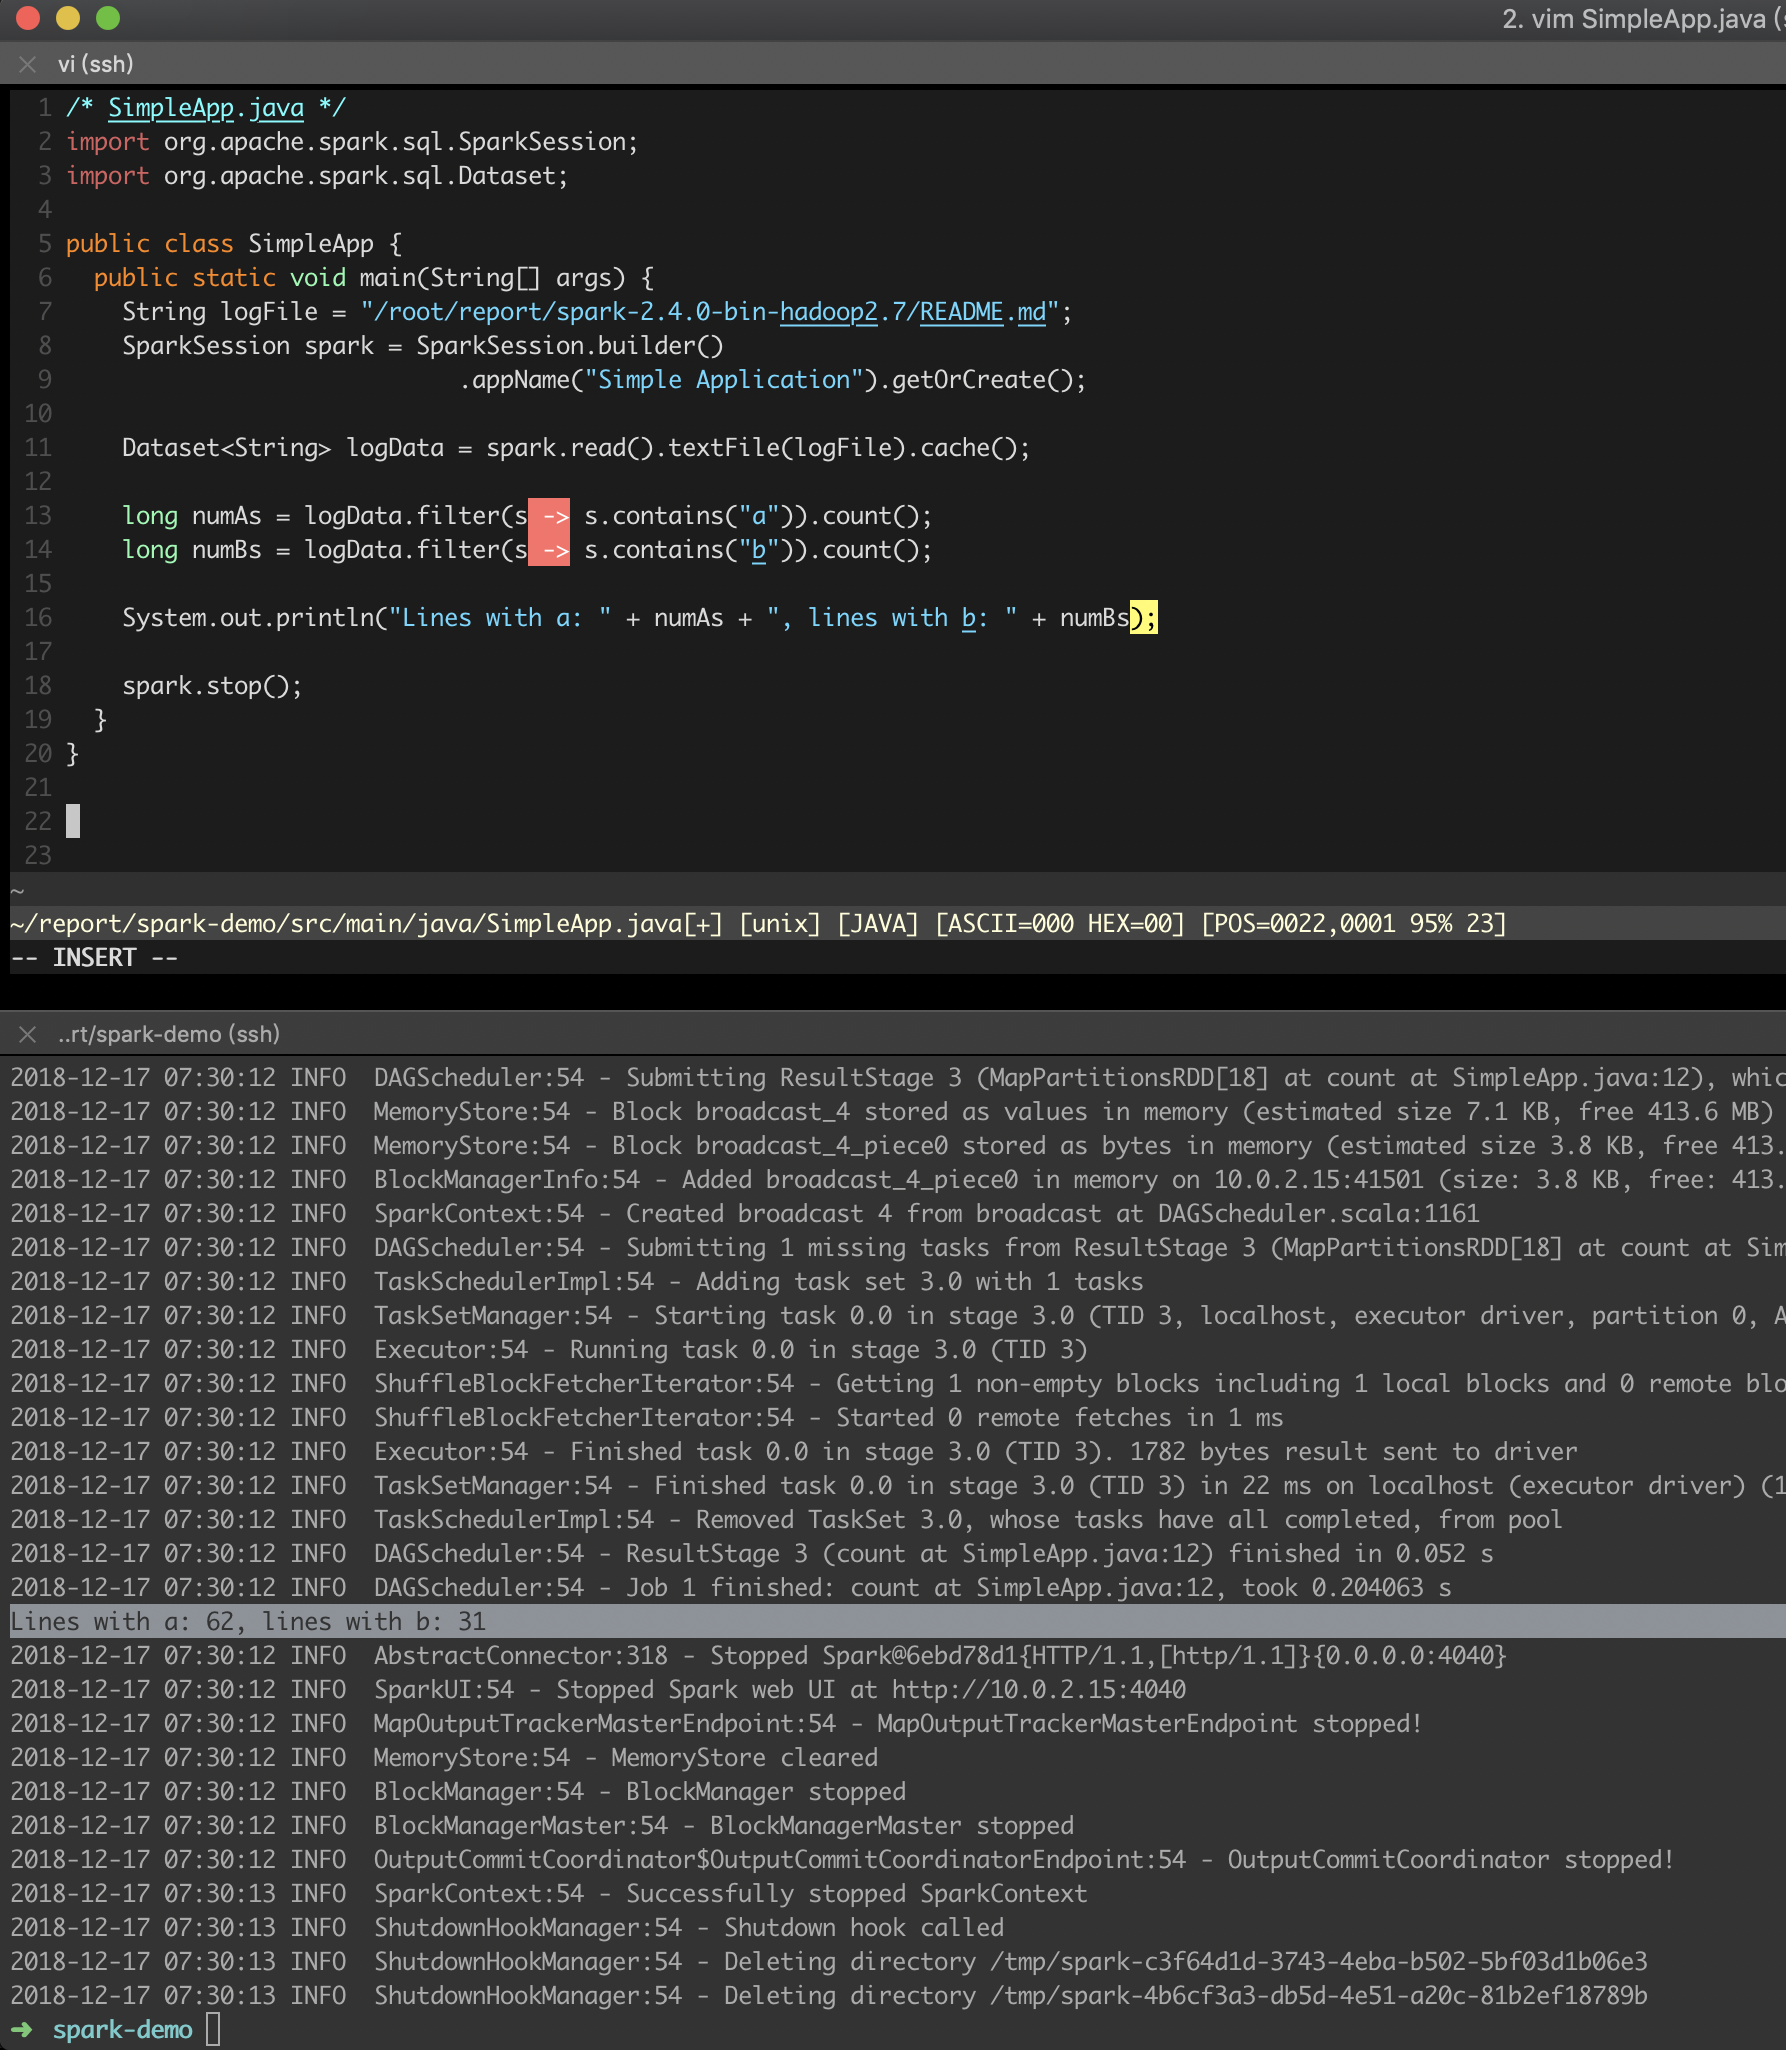 2. vim SimpleApp.java (s
vi (ssh)
1 /* SimpleApp.java */
2 import org.apache.spark.sql.SparkSession;
3 import org.apache.spark.sql.Dataset;
4
5 public class SimpleApp {
6   public static void main(String[] args) {
7     String logFile = "/root/report/spark-2.4.0-bin-hadoop2.7/README.md";
8     SparkSession spark = SparkSession.builder()
9                             .appName("Simple Application").getOrCreate();
10
11     Dataset<String> logData = spark.read().textFile(logFile).cache();
12
13     long numAs = logData.filter(s -> s.contains("a")).count();
14     long numBs = logData.filter(s -> s.contains("b")).count();
15
16     System.out.println("Lines with a: " + numAs + ", lines with b: " + numBs);
17
18     spark.stop();
19   }
20 }
21
22
23
~
~/report/spark-demo/src/main/java/SimpleApp.java[+] [unix] [JAVA] [ASCII=000 HEX=00] [POS=0022,0001 95% 23]
-- INSERT --
..rt/spark-demo (ssh)
2018-12-17 07:30:12 INFO  DAGScheduler:54 - Submitting ResultStage 3 (MapPartitionsRDD[18] at count at SimpleApp.java:12), whic
2018-12-17 07:30:12 INFO  MemoryStore:54 - Block broadcast_4 stored as values in memory (estimated size 7.1 KB, free 413.6 MB)
2018-12-17 07:30:12 INFO  MemoryStore:54 - Block broadcast_4_piece0 stored as bytes in memory (estimated size 3.8 KB, free 413.
2018-12-17 07:30:12 INFO  BlockManagerInfo:54 - Added broadcast_4_piece0 in memory on 10.0.2.15:41501 (size: 3.8 KB, free: 413.
2018-12-17 07:30:12 INFO  SparkContext:54 - Created broadcast 4 from broadcast at DAGScheduler.scala:1161
2018-12-17 07:30:12 INFO  DAGScheduler:54 - Submitting 1 missing tasks from ResultStage 3 (MapPartitionsRDD[18] at count at Sim
2018-12-17 07:30:12 INFO  TaskSchedulerImpl:54 - Adding task set 3.0 with 1 tasks
2018-12-17 07:30:12 INFO  TaskSetManager:54 - Starting task 0.0 in stage 3.0 (TID 3, localhost, executor driver, partition 0, A
2018-12-17 07:30:12 INFO  Executor:54 - Running task 0.0 in stage 3.0 (TID 3)
2018-12-17 07:30:12 INFO  ShuffleBlockFetcherIterator:54 - Getting 1 non-empty blocks including 1 local blocks and 0 remote blo
2018-12-17 07:30:12 INFO  ShuffleBlockFetcherIterator:54 - Started 0 remote fetches in 1 ms
2018-12-17 07:30:12 INFO  Executor:54 - Finished task 0.0 in stage 3.0 (TID 3). 1782 bytes result sent to driver
2018-12-17 07:30:12 INFO  TaskSetManager:54 - Finished task 0.0 in stage 3.0 (TID 3) in 22 ms on localhost (executor driver) (1
2018-12-17 07:30:12 INFO  TaskSchedulerImpl:54 - Removed TaskSet 3.0, whose tasks have all completed, from pool
2018-12-17 07:30:12 INFO  DAGScheduler:54 - ResultStage 3 (count at SimpleApp.java:12) finished in 0.052 s
2018-12-17 07:30:12 INFO  DAGScheduler:54 - Job 1 finished: count at SimpleApp.java:12, took 0.204063 s
Lines with a: 62, lines with b: 31
2018-12-17 07:30:12 INFO  AbstractConnector:318 - Stopped Spark@6ebd78d1{HTTP/1.1,[http/1.1]}{0.0.0.0:4040}
2018-12-17 07:30:12 INFO  SparkUI:54 - Stopped Spark web UI at http://10.0.2.15:4040
2018-12-17 07:30:12 INFO  MapOutputTrackerMasterEndpoint:54 - MapOutputTrackerMasterEndpoint stopped!
2018-12-17 07:30:12 INFO  MemoryStore:54 - MemoryStore cleared
2018-12-17 07:30:12 INFO  BlockManager:54 - BlockManager stopped
2018-12-17 07:30:12 INFO  BlockManagerMaster:54 - BlockManagerMaster stopped
2018-12-17 07:30:12 INFO  OutputCommitCoordinator$OutputCommitCoordinatorEndpoint:54 - OutputCommitCoordinator stopped!
2018-12-17 07:30:13 INFO  SparkContext:54 - Successfully stopped SparkContext
2018-12-17 07:30:13 INFO  ShutdownHookManager:54 - Shutdown hook called
2018-12-17 07:30:13 INFO  ShutdownHookManager:54 - Deleting directory /tmp/spark-c3f64d1d-3743-4eba-b502-5bf03d1b06e3
2018-12-17 07:30:13 INFO  ShutdownHookManager:54 - Deleting directory /tmp/spark-4b6cf3a3-db5d-4e51-a20c-81b2ef18789b
➜  spark-demo